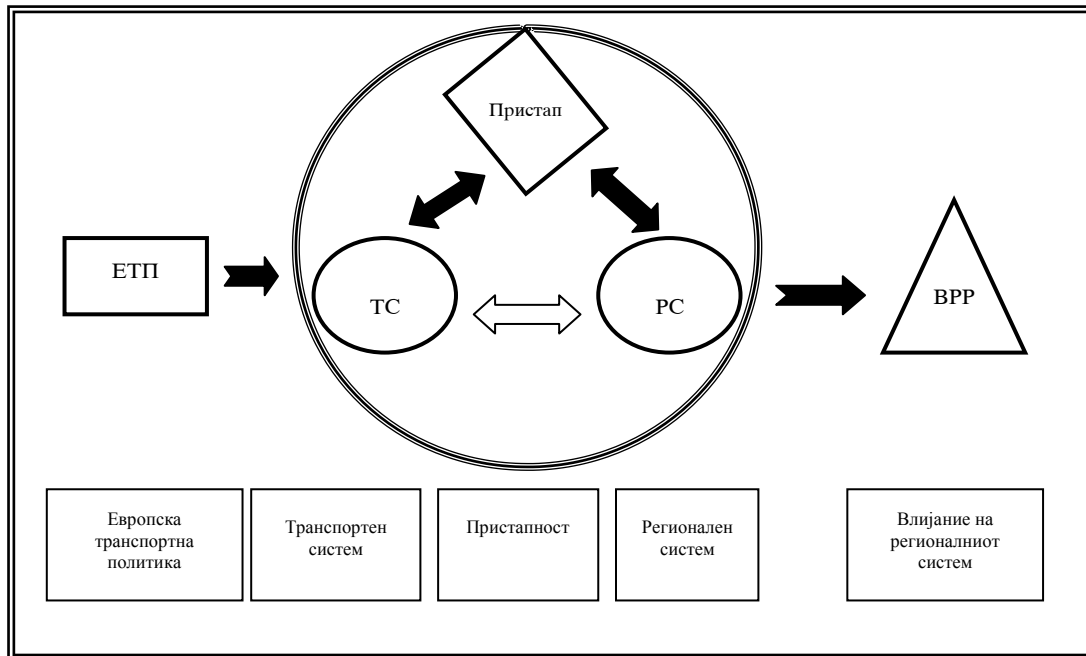 Пристап
ЕТП
ТС
РС
ВРР
Европска
транспортна
политика
Транспортен
систем
Пристапност
Регионален
систем
Влијание на
регионалниот
систем